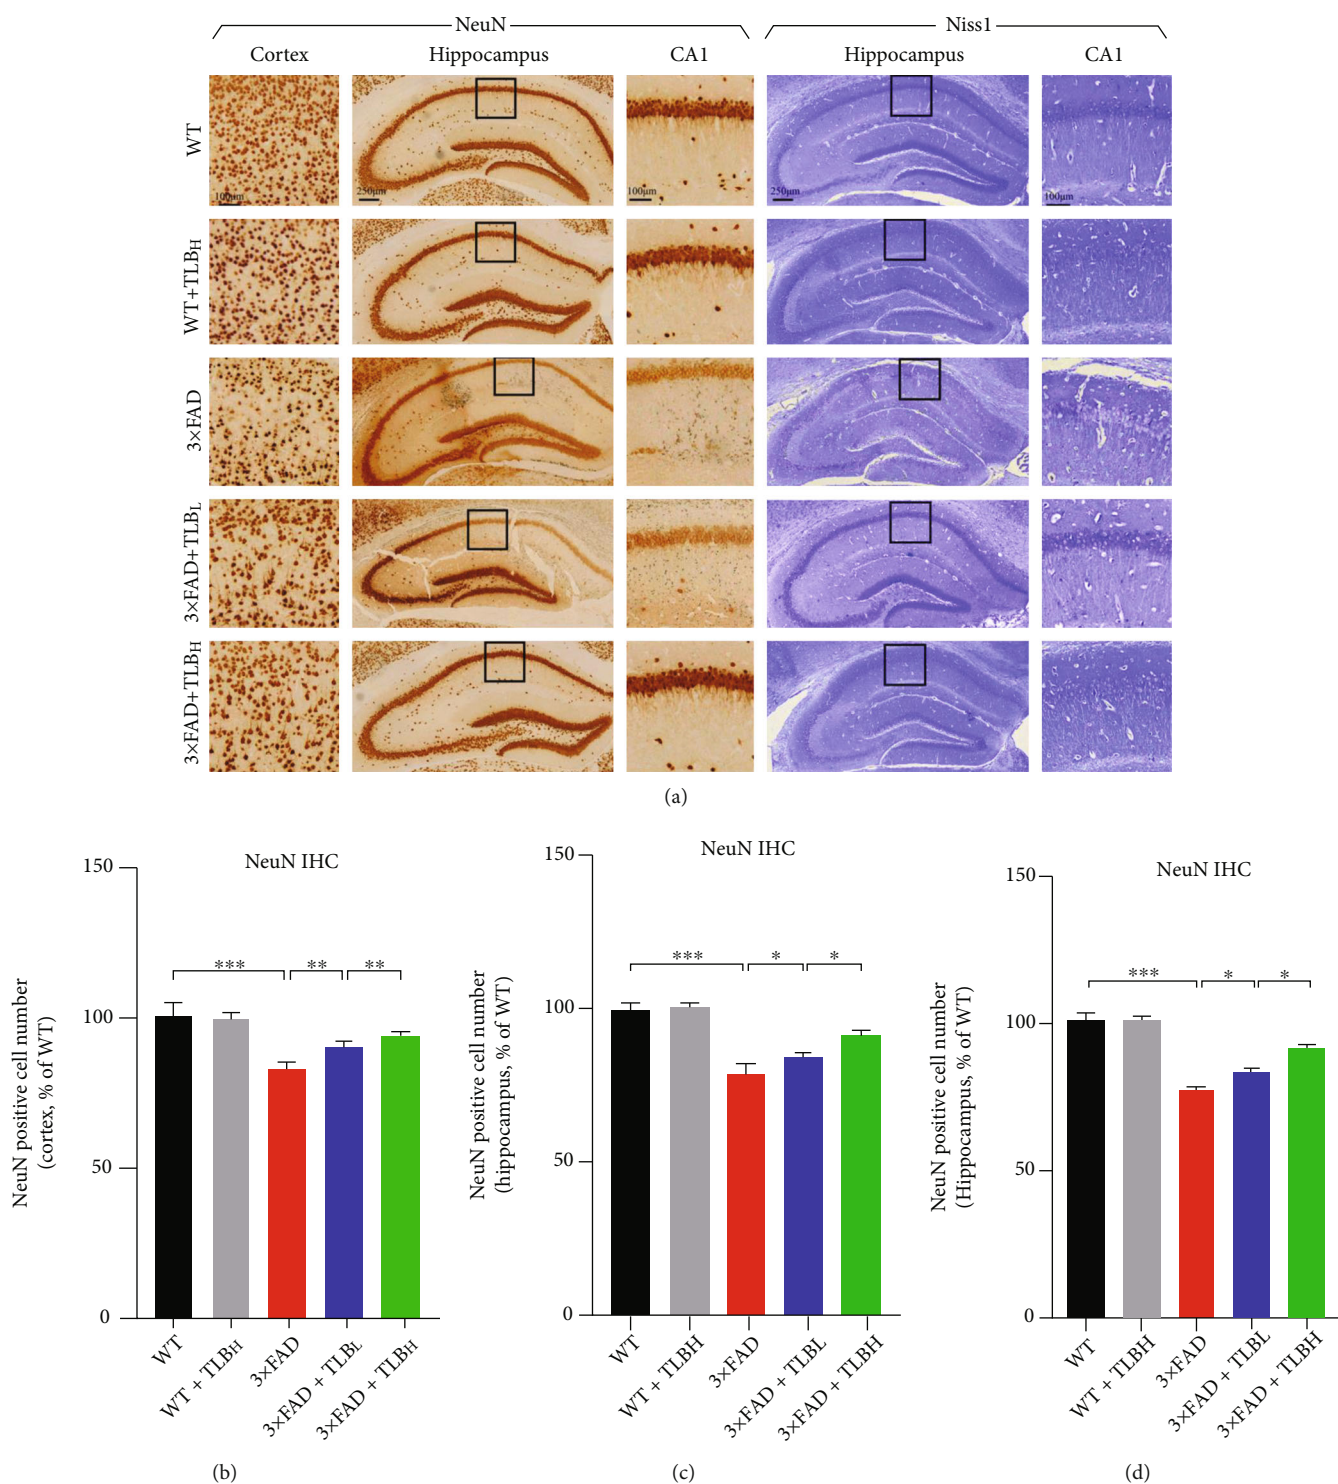 NeuN
Niss1
Cortex
Hippocampus
CA1
Hippocampus
CA1
WT
100μm
250μm
100μm
250μm
100μm
WT+TLBH
3×FAD
3×FAD+TLBL
3×FAD+TLBH
(a)
NeuN IHC
NeuN positive cell number
(cortex, % of WT)
150
100
50
0
***
**
**
WT
WT + TLBH
3×FAD
3×FAD + TLBL
3×FAD + TLBH
(b)
NeuN IHC
NeuN positive cell number
(hippocampus, % of WT)
150
100
50
0
***
*
*
WT
WT + TLBH
3×FAD
3×FAD + TLBL
3×FAD + TLBH
(c)
NeuN IHC
NeuN positive cell number
(Hippocampus, % of WT)
150
100
50
0
***
*
*
WT
WT + TLBH
3×FAD
3×FAD + TLBL
3×FAD + TLBH
(d)